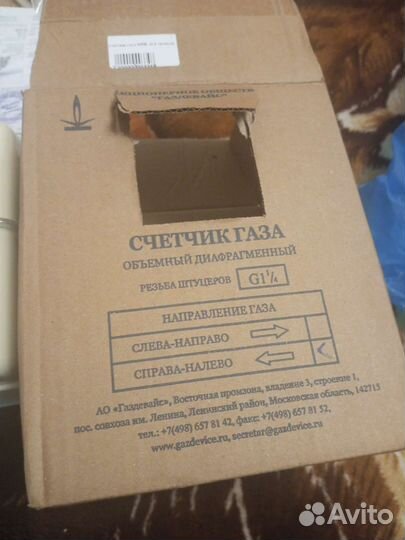 АКЦИОНЕРНОЕ ОБЩЕСТВ
"ГАЗДЕВАЙС"
СЧЕТЧИК ГАЗА
ОБЪЕМНЫЙ ДИАФРАГМЕННЫЙ
РЕЗЬБА ШТУЦЕРОВ G1¼
НАПРАВЛЕНИЕ ГАЗА
СЛЕВА-НАПРАВО
СПРАВА-НАЛЕВО
АО «Газдевайс», Восточная промзона, владение 3, строение 1,
пос. совхоза им. Ленина, Ленинский район, Московская область, 142715
тел.: +7(498) 657 81 42, факс: +7(498) 657 81 52,
www.gazdevice.ru, secretar@gazdevice.ru
Avito